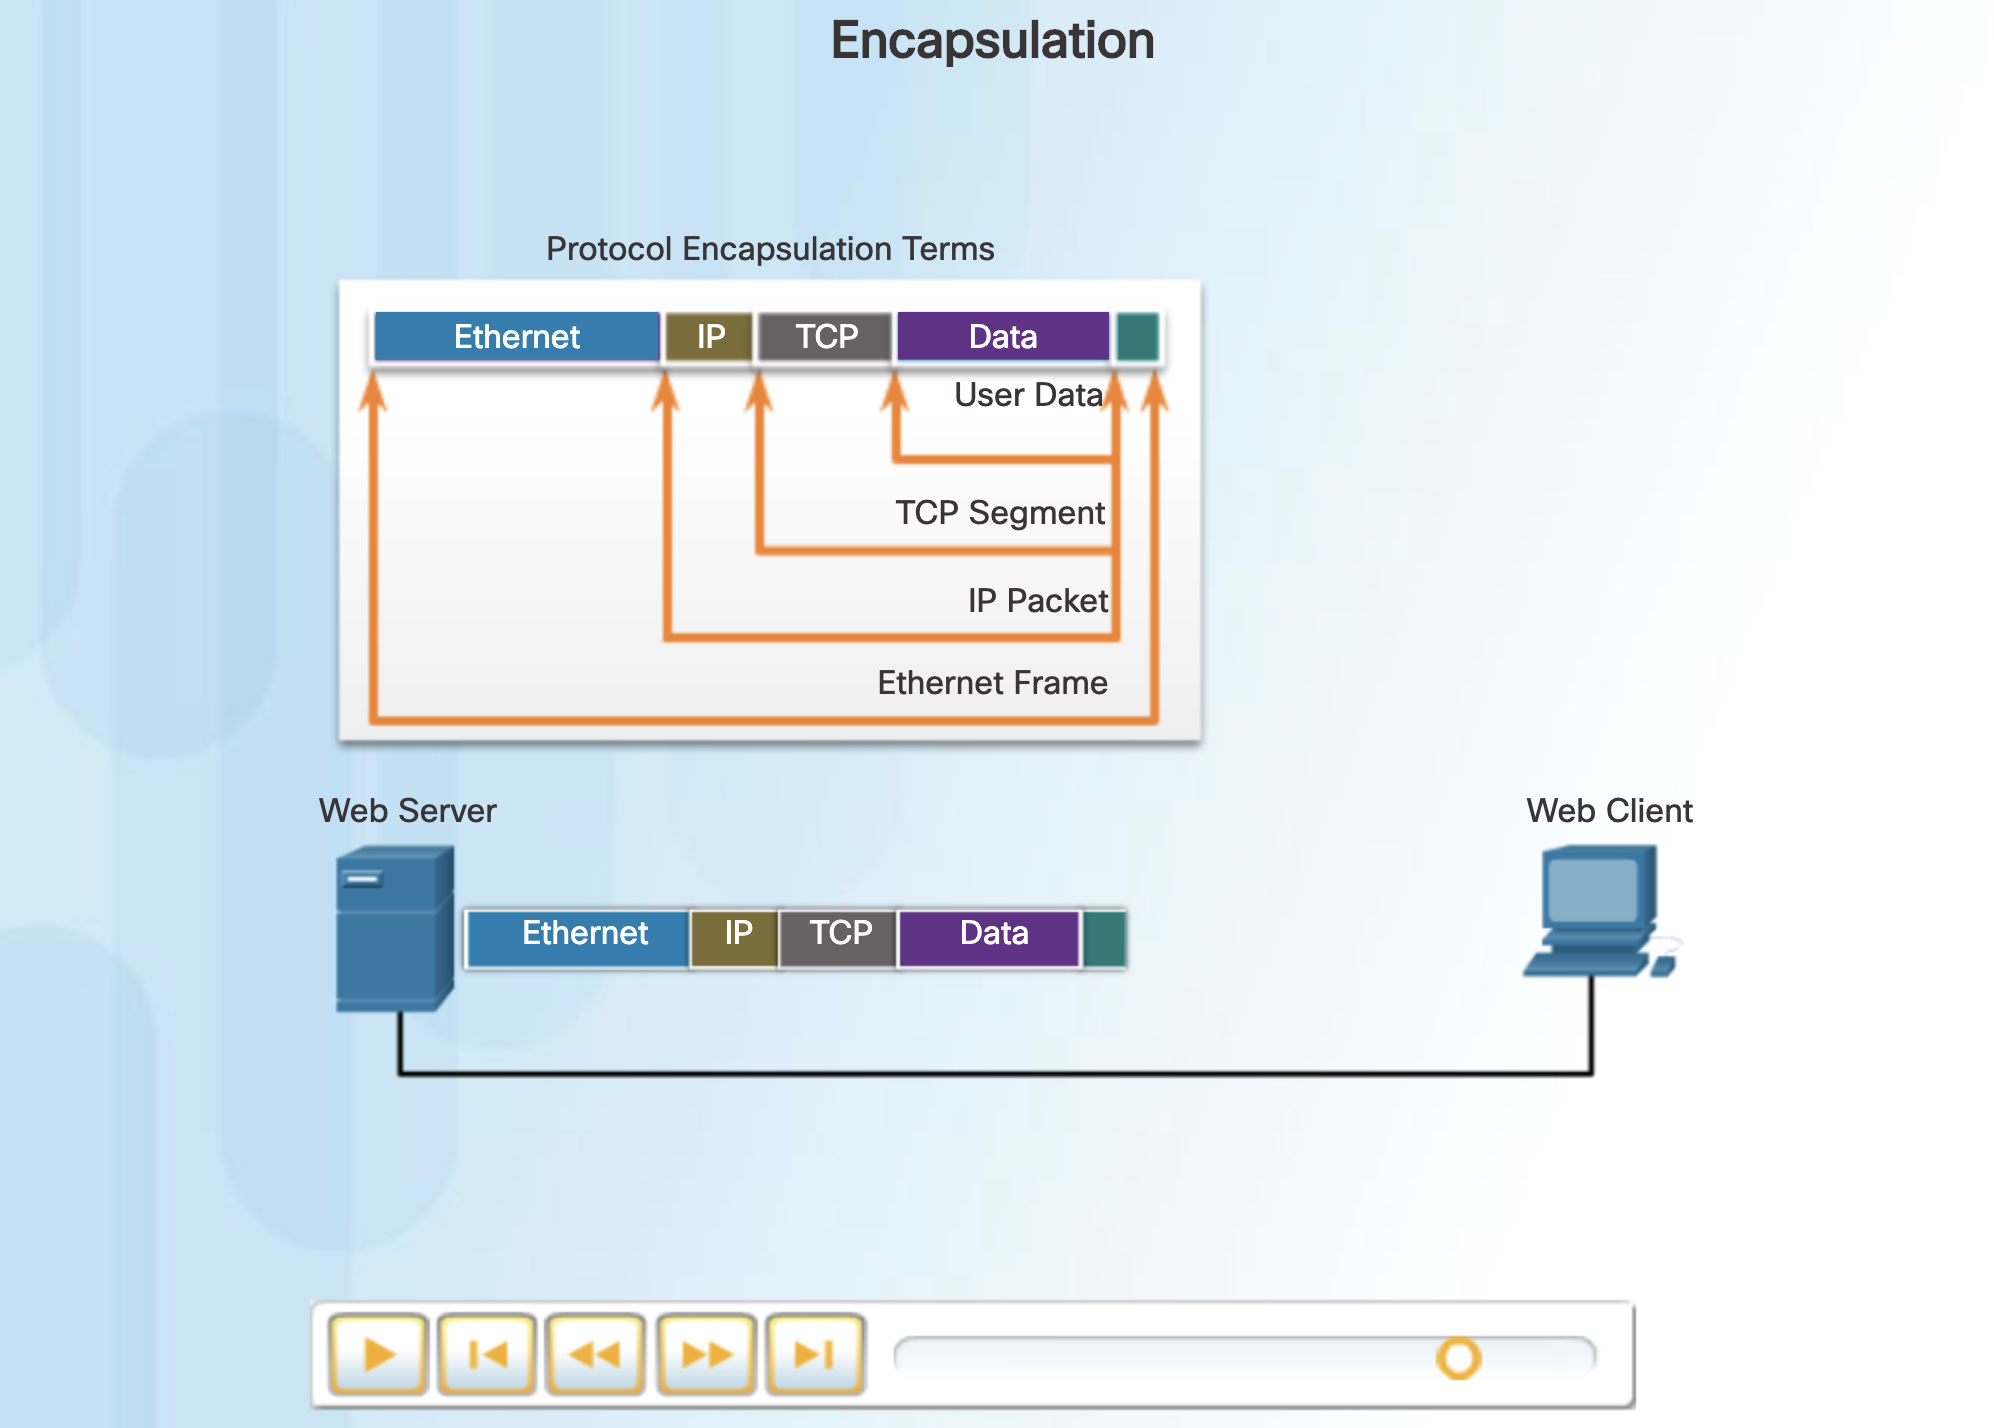 Encapsulation
Protocol Encapsulation Terms
Ethernet IP TCP Data
User Data
TCP Segment
IP Packet
Ethernet Frame
Web Server Web Client
Ethernet IP TCP Data